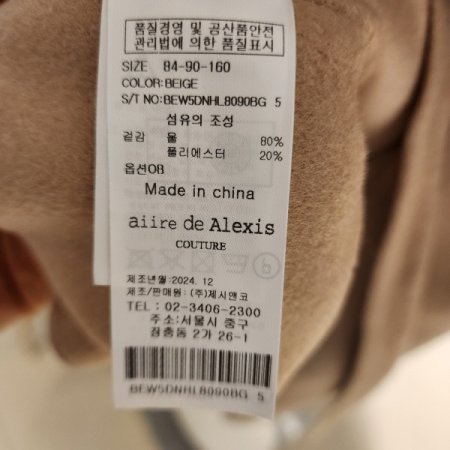 품질경영 및 공산품안전
관리법에 의한 품질표시
SIZE 84-90-160
COLOR:BEIGE
S/T NO:BEW5DNHL8090BG 5
섬유의 조성
겉감 울 80%
폴리에스터 20%
옵션OB
Made in china
aiire de Alexis
COUTURE
제조년월:2024. 12
제조/판매원 : (주)제시앤코
TEL : 02-3406-2300
주소:서울시 중구
장충동 2가 26-1
BEW5DNHL8090BG 5